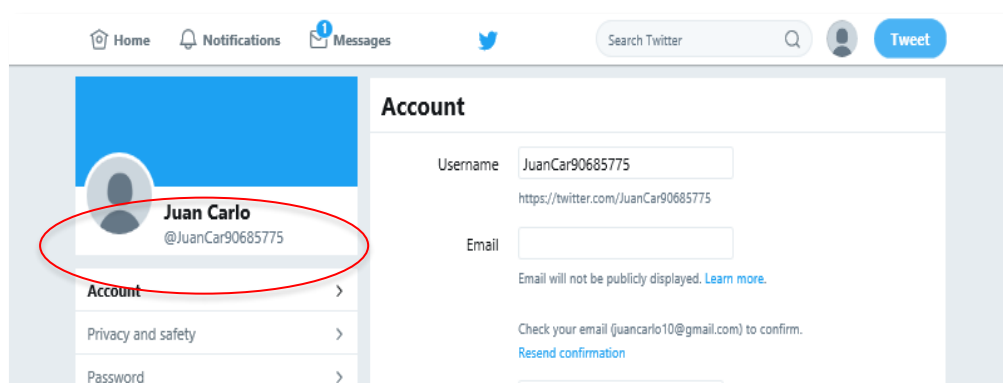 Home Notifications 1 Messages Search Twitter Tweet
Juan Carlo
@JuanCar90685775
Account
Privacy and safety
Password
Account
Username JuanCar90685775
https://twitter.com/JuanCar90685775
Email
Email will not be publicly displayed. Learn more.
Check your email (juancarlo10@gmail.com) to confirm.
Resend confirmation